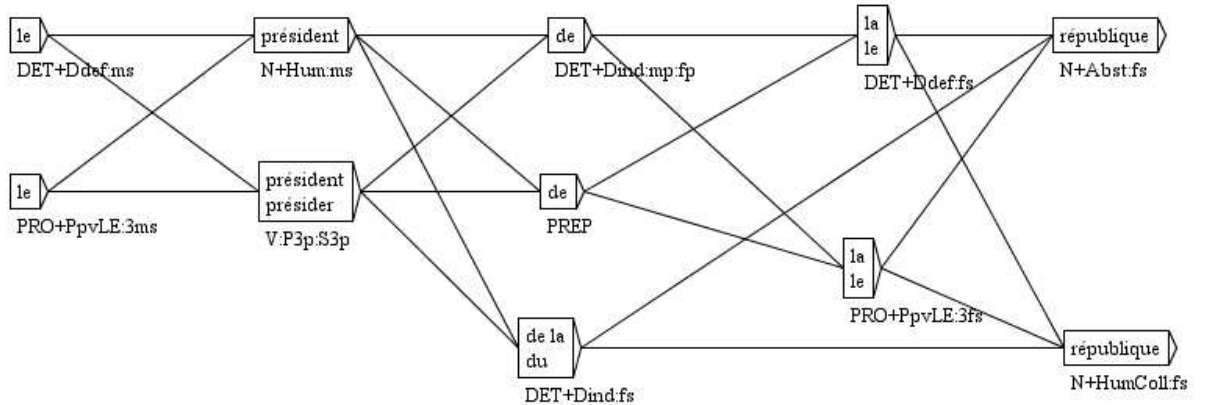 le
DET+Ddef:ms
président
N+Hum:ms
de
DET+Dind:mp:fp
la
le
DET+Ddef:fs
république
N+Abst:fs
le
PRO+PpvLE:3ms
président
présider
V:P3p:S3p
de
PREP
la
le
PRO+PpvLE:3fs
de la
du
DET+Dind:fs
république
N+HumColl:fs